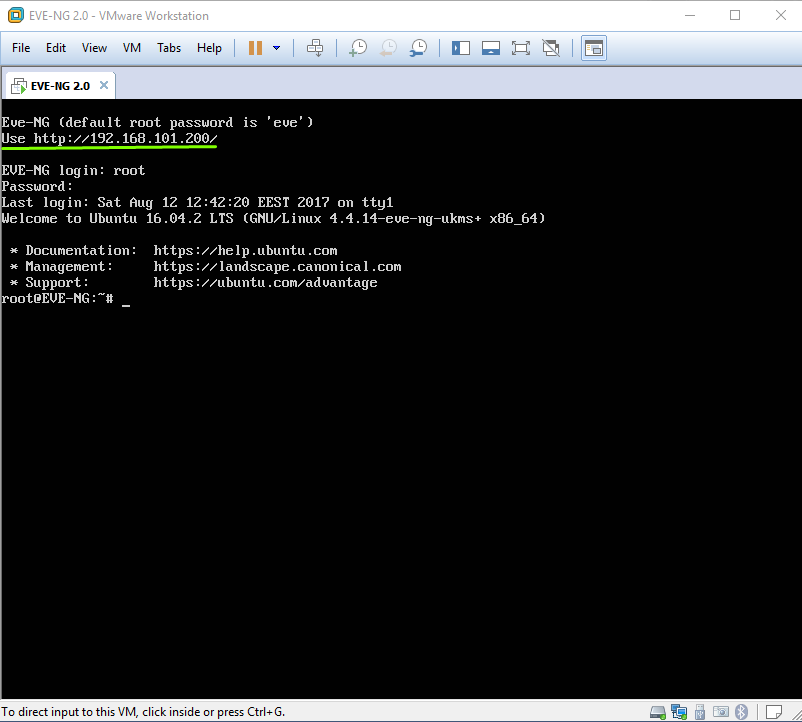 EVE-NG 2.0 - VMware Workstation
File Edit View VM Tabs Help
EVE-NG 2.0
Eve-NG (default root password is 'eve')
Use http://192.168.101.200/
EVE-NG login: root
Password:
Last login: Sat Aug 12 12:42:20 EEST 2017 on tty1
Welcome to Ubuntu 16.04.2 LTS (GNU/Linux 4.4.14-eve-ng-ukms+ x86_64)
* Documentation:  https://help.ubuntu.com
* Management:     https://landscape.canonical.com
* Support:        https://ubuntu.com/advantage
root@EVE-NG:~# _
To direct input to this VM, click inside or press Ctrl+G.